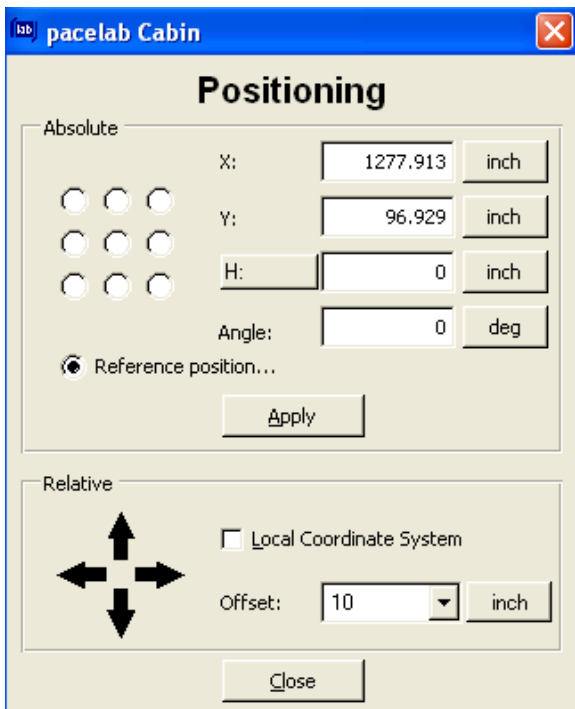 lab pacelab Cabin
Positioning
Absolute
X: 1277.913 inch
Y: 96.929 inch
H: 0 inch
Angle: 0 deg
Reference position...
Apply
Relative
Local Coordinate System
Offset: 10 inch
Close